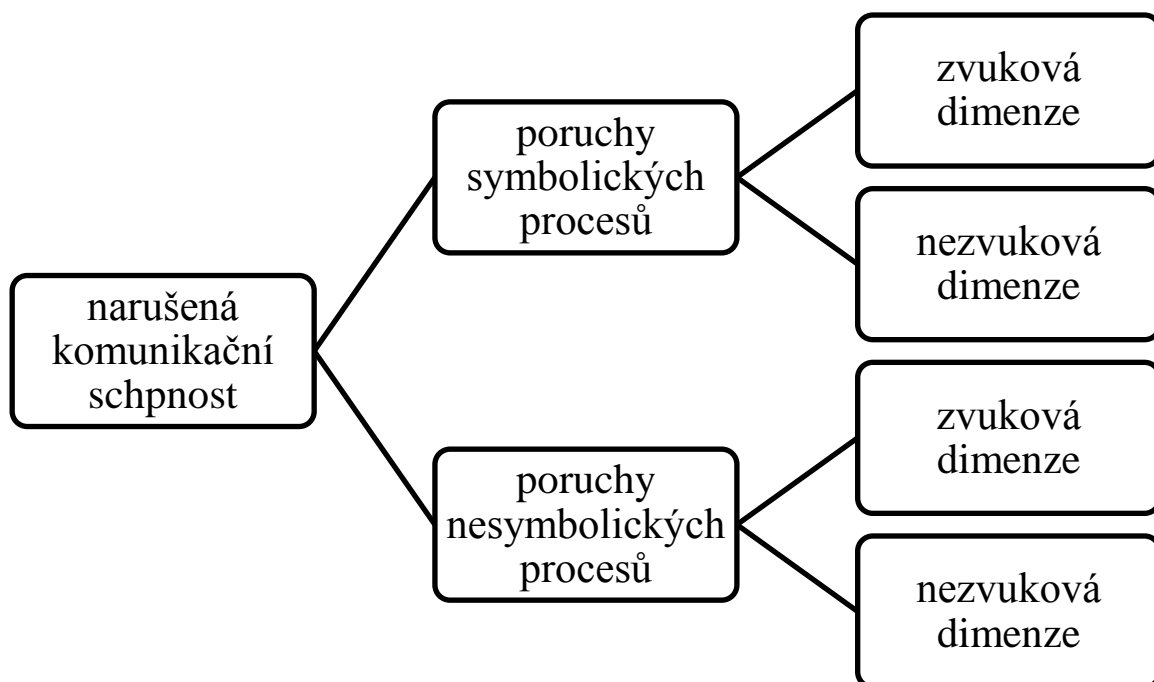 narušená
komunikační
schpnost
poruchy
symbolických
procesů
zvuková
dimenze
nezvuková
dimenze
poruchy
nesymbolických
procesů
zvuková
dimenze
nezvuková
dimenze